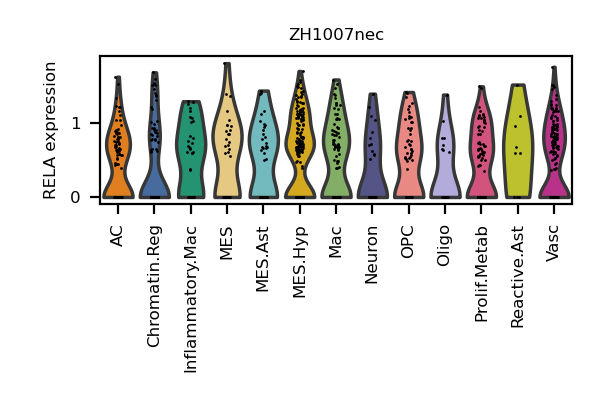 ZH1007nec
RELA expression
1
0
AC
Chromatin.Reg
Inflammatory.Mac
MES
MES.Ast
MES.Hyp
Mac
Neuron
OPC
Oligo
Prolif.Metab
Reactive.Ast
Vasc